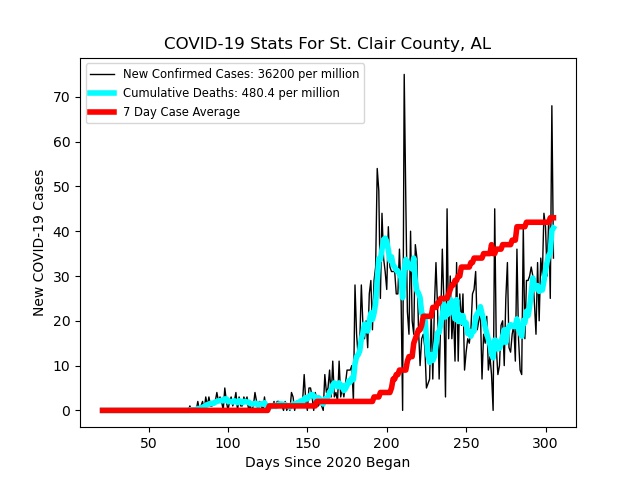 COVID-19 Stats For St. Clair County, AL
New Confirmed Cases: 36200 per million
Cumulative Deaths: 480.4 per million
7 Day Case Average
New COVID-19 Cases
70
60
50
40
30
20
10
0
50 100 150 200 250 300
Days Since 2020 Began